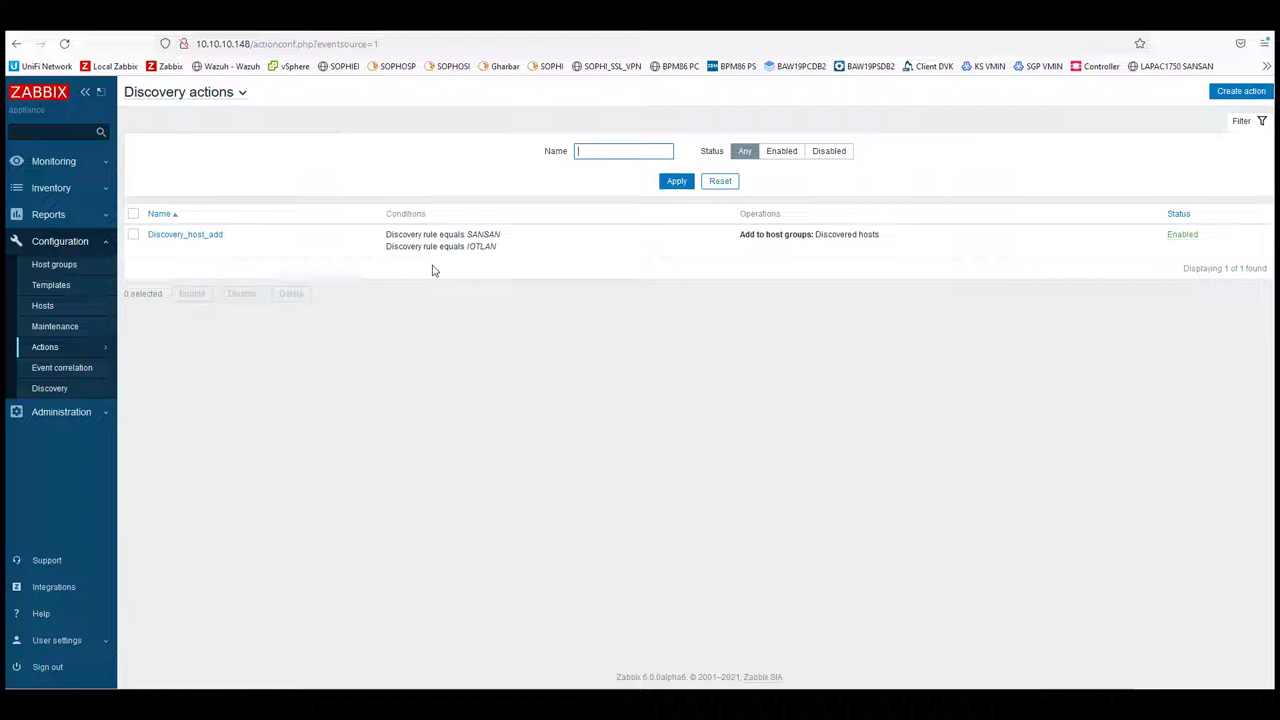 10.10.10.148/actionconf.php?eventsource=1
UniFi Network Local Zabbix Zabbix Wazuh - Wazuh vSphere SOPHIEI SOPHOSP SOPHOSI Gharbar SOPHI SOPHI_SSL_VPN BPM86 PC BPM86 PS BAW19PCDB2 BAW19PSDB2 Client DVK KS VMIN SGP VMIN Controller LAPAC1750 SANSAN
ZABBIX
appliance
Discovery actions
Create action
Filter
Monitoring
Inventory
Reports
Configuration
Host groups
Templates
Hosts
Maintenance
Actions
Event correlation
Discovery
Administration
Support
Integrations
Help
User settings
Sign out
Name Status Any Enabled Disabled
Apply Reset
Name Conditions Operations Status
Discovery_host_add Discovery rule equals SANSAN Add to host groups: Discovered hosts Enabled
Discovery rule equals IOTLAN
Displaying 1 of 1 found
0 selected Enable Disable Delete
Zabbix 6.0.0alpha6. © 2001–2021, Zabbix SIA